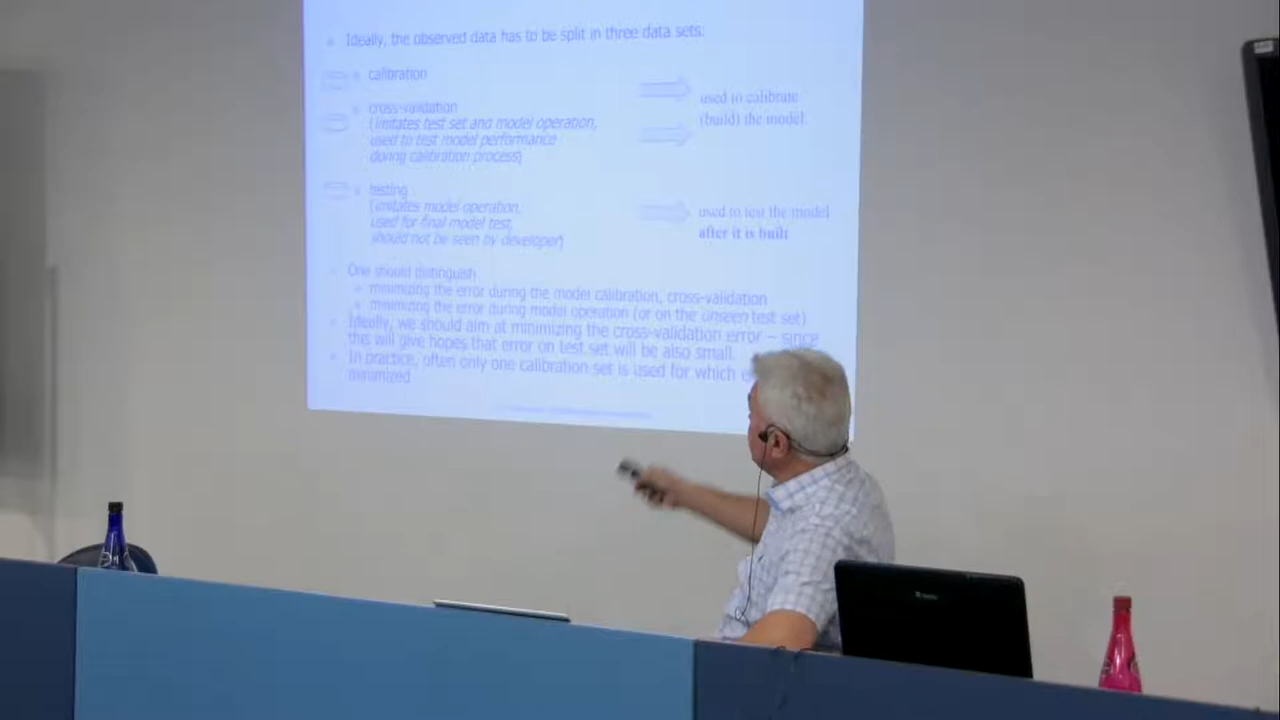 Ideally, the observed data has to be split in three data sets:
calibration
cross-validation
(imitates test set and model operation,
used to test model performance
during calibration process)
used to calibrate
(build) the model.
testing
(imitates model operation,
used for final model test,
should not be seen by developer)
used to test the model
after it is built
One should distinguish
minimizing the error during the model calibration, cross-validation
minimizing the error during model operation (or on the unseen test set)
Ideally, we should aim at minimizing the cross-validation error – since
this will give hopes that error on test set will be also small.
In practice, often only one calibration set is used for which
minimized